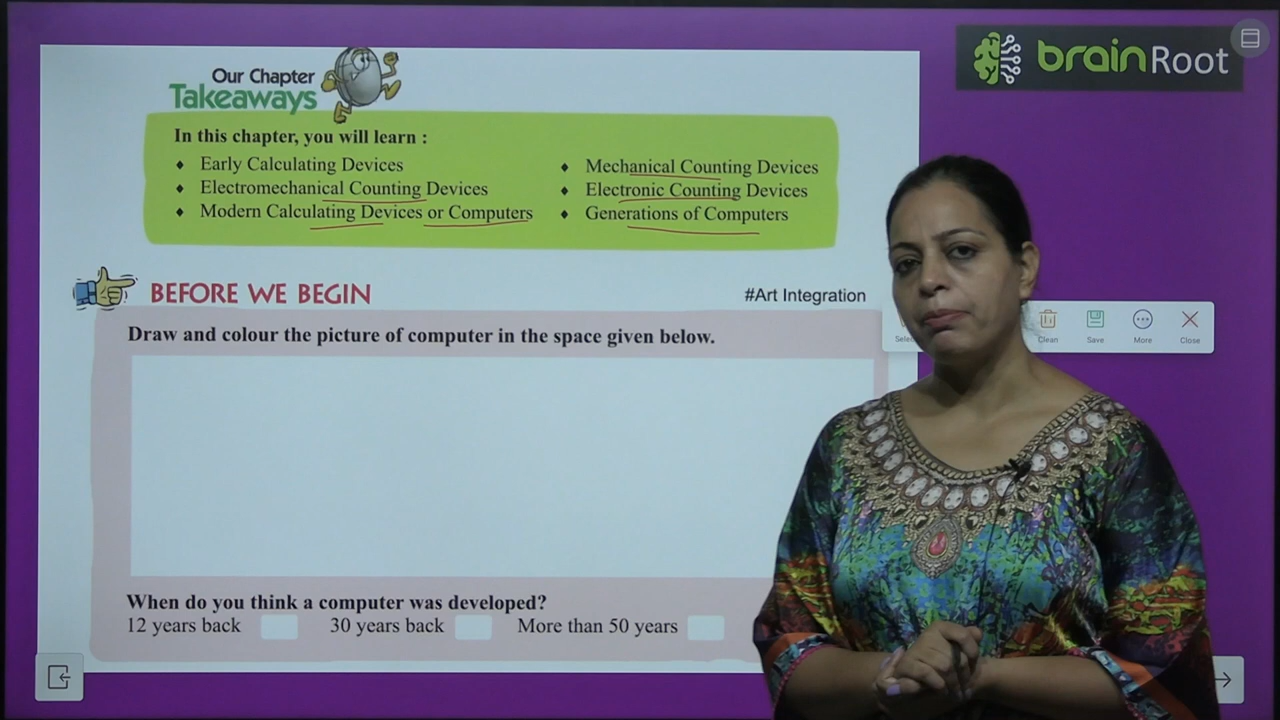 brainRoot
Our Chapter
Takeaways
In this chapter, you will learn :
♦ Early Calculating Devices
♦ Electromechanical Counting Devices
♦ Modern Calculating Devices or Computers
♦ Mechanical Counting Devices
♦ Electronic Counting Devices
♦ Generations of Computers
BEFORE WE BEGIN
#Art Integration
Draw and colour the picture of computer in the space given below.
Clean
Save
More
Close
When do you think a computer was developed?
12 years back 30 years back More than 50 years